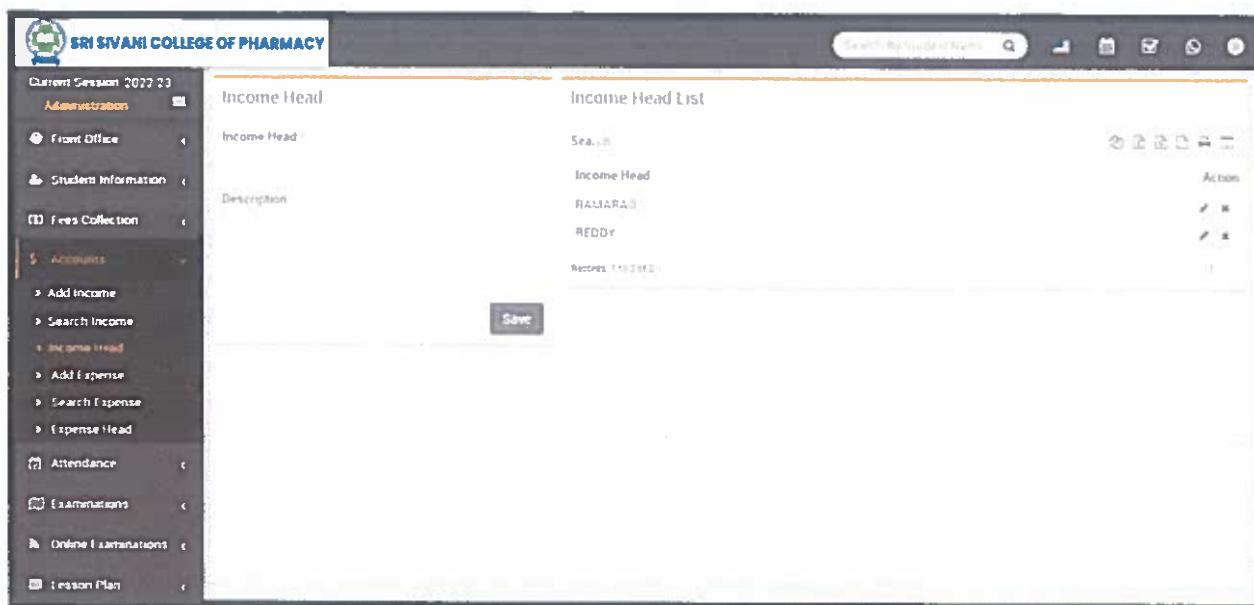 SRI SIVANI COLLEGE OF PHARMACY
Current Session 2022-23
Administration
Front Office
Student Information
Fees Collection
$ Accounts
Add Income
Search Income
Income Head
Add Expense
Search Expense
Expense Head
Attendance
Examinations
Online Examinations
Lesson Plan
Income Head
Income Head
Description
Save
Income Head List
Income Head
Action
RAMARAO
REDDY